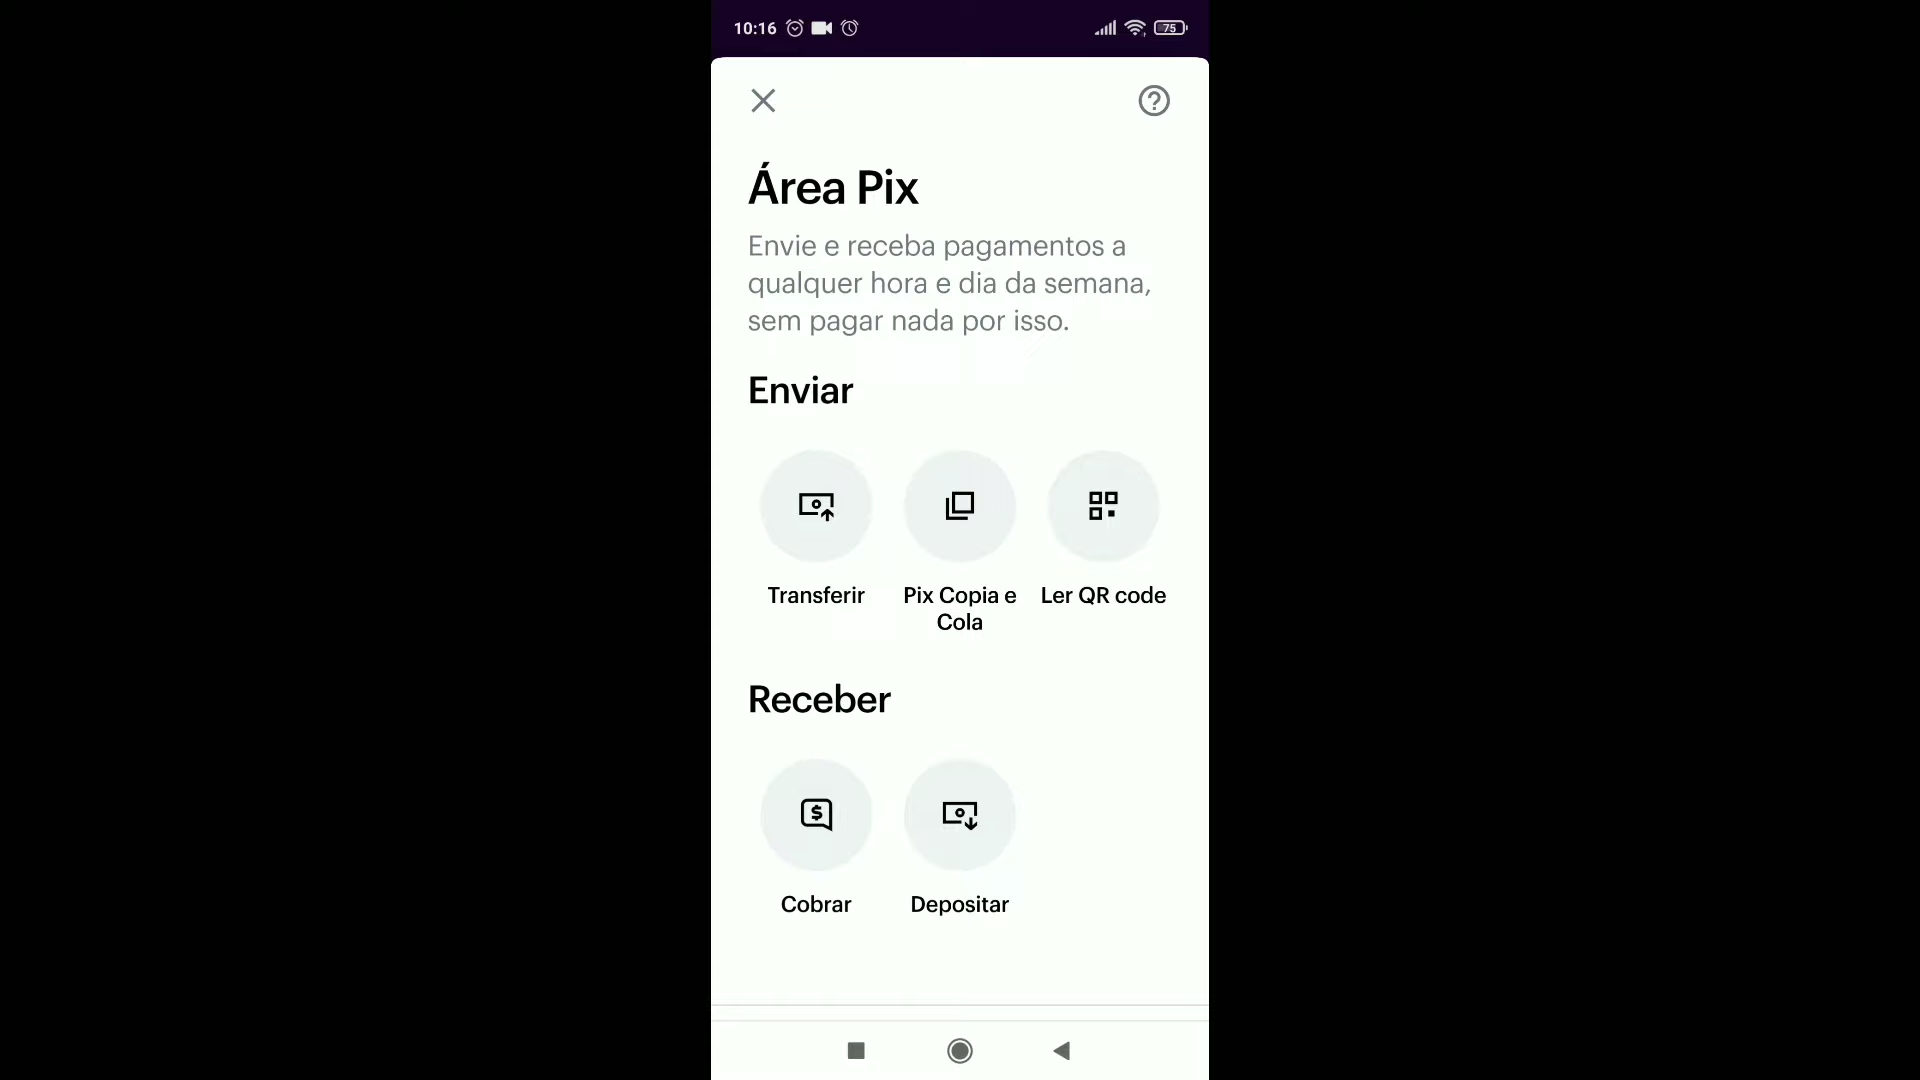 10:16
75
Área Pix
Envie e receba pagamentos a
qualquer hora e dia da semana,
sem pagar nada por isso.
Enviar
Transferir
Pix Copia e
Cola
Ler QR code
Receber
Cobrar
Depositar